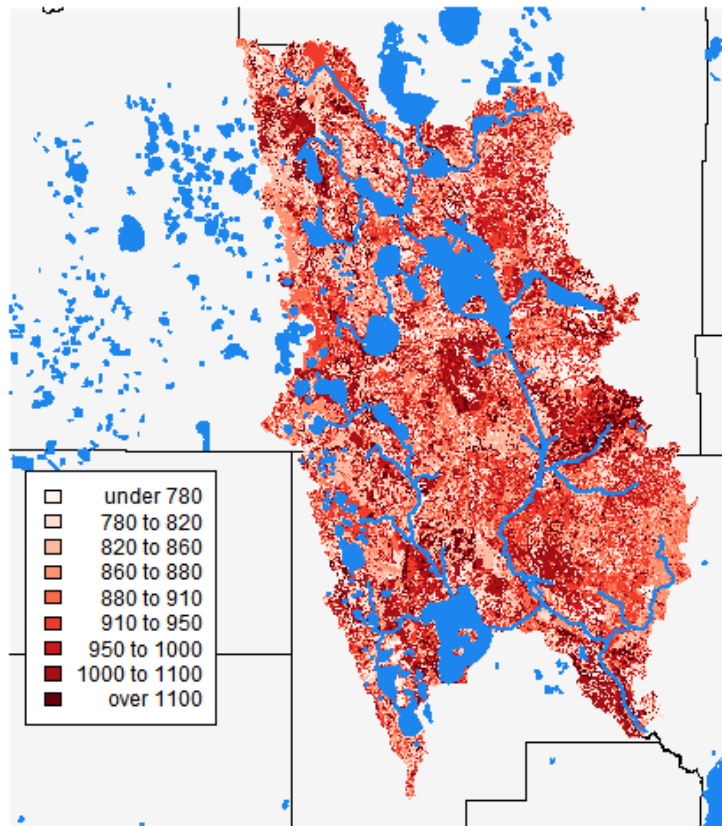 under 780
780 to 820
820 to 860
860 to 880
880 to 910
910 to 950
950 to 1000
1000 to 1100
over 1100